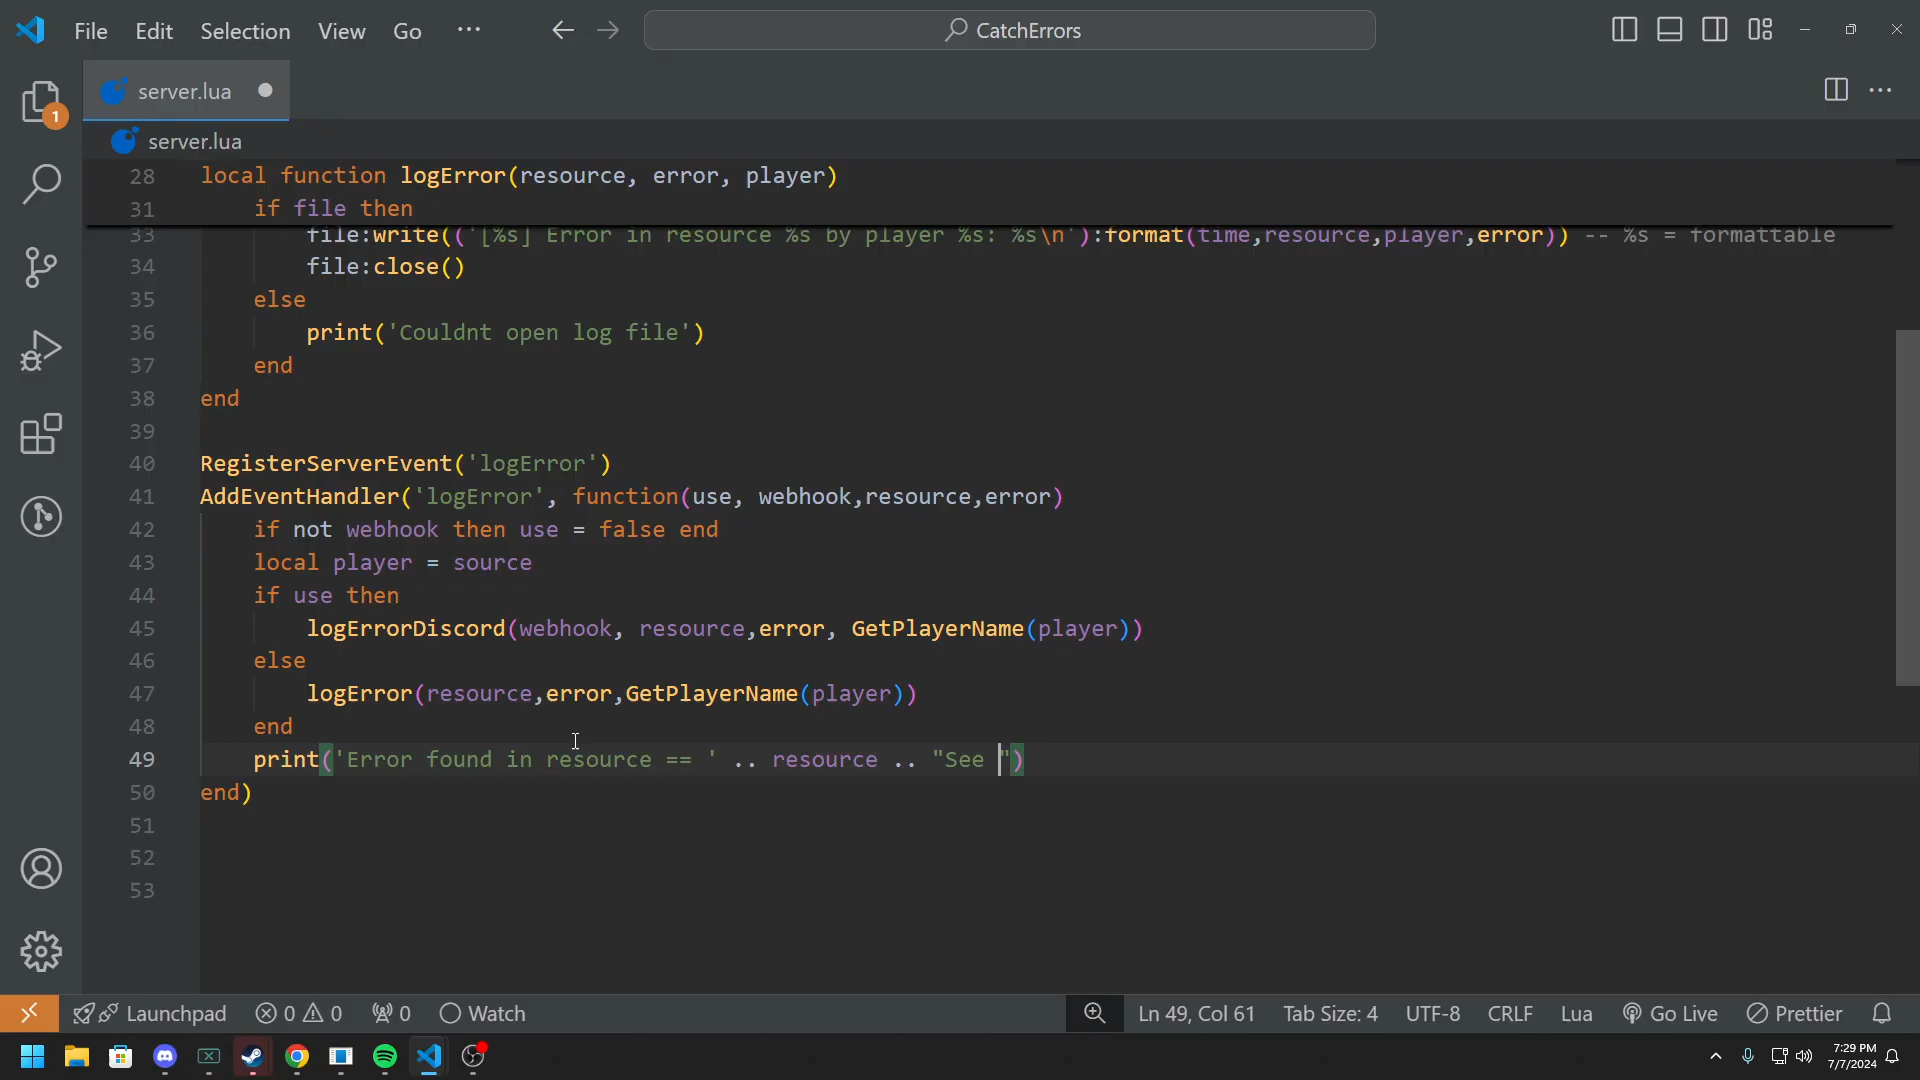 File Edit Selection View Go ··· CatchErrors
server.lua
1
server.lua
28 local function logError(resource, error, player)
31 if file then
33 file:write(('[%s] Error in resource %s by player %s: %s\n'):format(time,resource,player,error)) -- %s = formattable
34 file:close()
35 else
36 print('Couldnt open log file')
37 end
38 end
39
40 RegisterServerEvent('logError')
41 AddEventHandler('logError', function(use, webhook,resource,error)
42 if not webhook then use = false end
43 local player = source
44 if use then
45 logErrorDiscord(webhook, resource,error, GetPlayerName(player))
46 else
47 logError(resource,error,GetPlayerName(player))
48 end
49 print('Error found in resource == ' .. resource .. "See ")
50 end)
51
52
53
Launchpad 0 0 0 Watch Ln 49, Col 61 Tab Size: 4 UTF-8 CRLF Lua Go Live Prettier
7:29 PM
7/7/2024